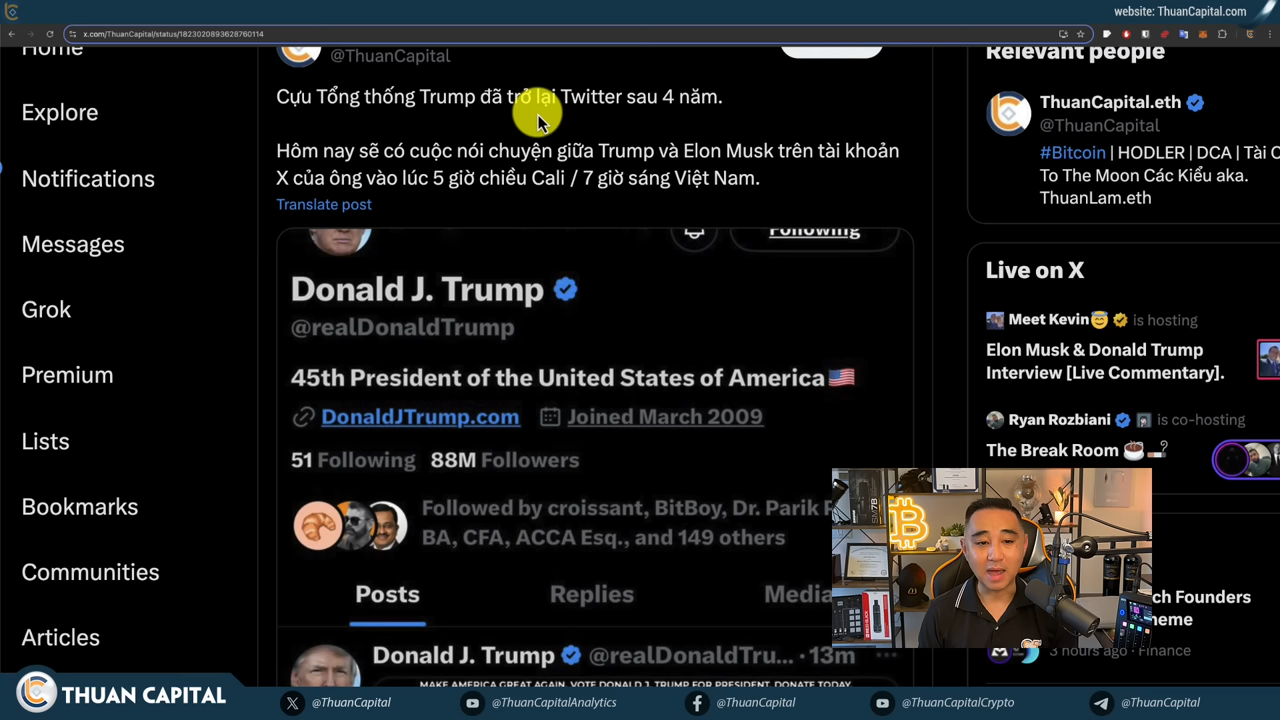 website: ThuanCapital.com
x.com/ThuanCapital/status/1823020893628760114
Home
Explore
Notifications
Messages
Grok
Premium
Lists
Bookmarks
Communities
Articles
@ThuanCapital
Cựu Tổng thống Trump đã trở lại Twitter sau 4 năm.
Hôm nay sẽ có cuộc nói chuyện giữa Trump và Elon Musk trên tài khoản
X của ông vào lúc 5 giờ chiều Cali / 7 giờ sáng Việt Nam.
Translate post
Following
Donald J. Trump
@realDonaldTrump
45th President of the United States of America🇺🇸
DonaldJTrump.com Joined March 2009
51 Following 88M Followers
Followed by croissant, BitBoy, Dr. Parik
BA, CFA, ACCA Esq., and 149 others
Posts Replies Media
Donald J. Trump @realDonaldTru... · 13m ···
MAKE AMERICA GREAT AGAIN. VOTE DONALD J. TRUMP FOR PRESIDENT. DONATE TODAY
Relevant people
ThuanCapital.eth
@ThuanCapital
#Bitcoin | HODLER | DCA | Tài C
To The Moon Các Kiểu aka.
ThuanLam.eth
Live on X
Meet Kevin😇 is hosting
Elon Musk & Donald Trump
Interview [Live Commentary].
Ryan Rozbiani is co-hosting
The Break Room ☕🚬
SM7B
ch Founders
heme
3 hours ago · Finance
THUAN CAPITAL
@ThuanCapital
@ThuanCapitalAnalytics
@ThuanCapital
@ThuanCapitalCrypto
@ThuanCapital